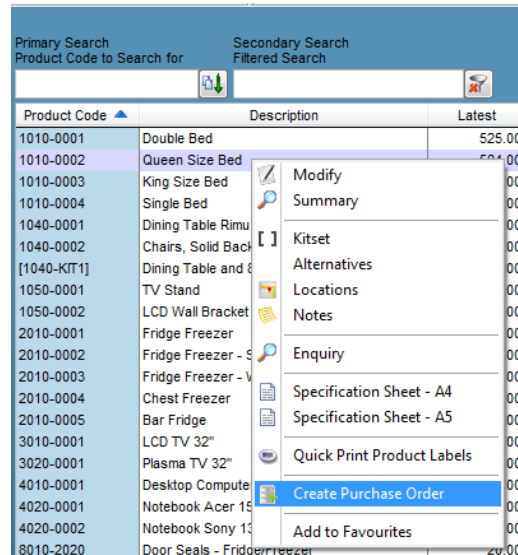 Primary Search Secondary Search
Product Code to Search for Filtered Search
Product Code Description Latest
1010-0001 Double Bed 525.00
1010-0002 Queen Size Bed
1010-0003 King Size Bed
1010-0004 Single Bed
1040-0001 Dining Table Rimu
1040-0002 Chairs, Solid Back
[1040-KIT1] Dining Table and
1050-0001 TV Stand
1050-0002 LCD Wall Bracket
2010-0001 Fridge Freezer
2010-0002 Fridge Freezer -
2010-0003 Fridge Freezer -
2010-0004 Chest Freezer
2010-0005 Bar Fridge
3010-0001 LCD TV 32"
3020-0001 Plasma TV 32"
4010-0001 Desktop Compute
4020-0001 Notebook Acer 15
4020-0002 Notebook Sony 13
8010-2020 Door Seals - Fridge/Freezer 20.00
Modify
Summary
[ ] Kitset
Alternatives
Locations
Notes
Enquiry
Specification Sheet - A4
Specification Sheet - A5
Quick Print Product Labels
Create Purchase Order
Add to Favourites